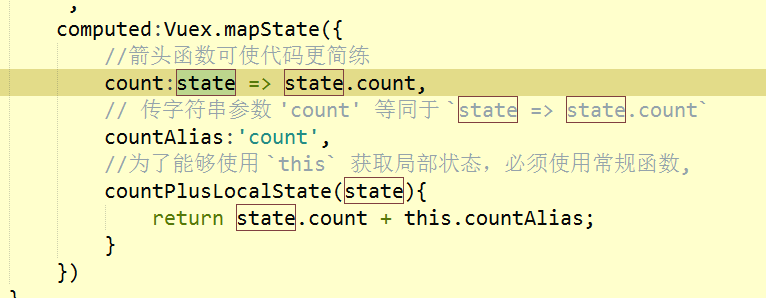 ,
computed:Vuex.mapState({
//箭头函数可使代码更简练
count:state => state.count,
// 传字符串参数 'count' 等同于 `state => state.count`
countAlias:'count',
//为了能够使用`this` 获取局部状态，必须使用常规函数,
countPlusLocalState(state){
return state.count + this.countAlias;
}
})